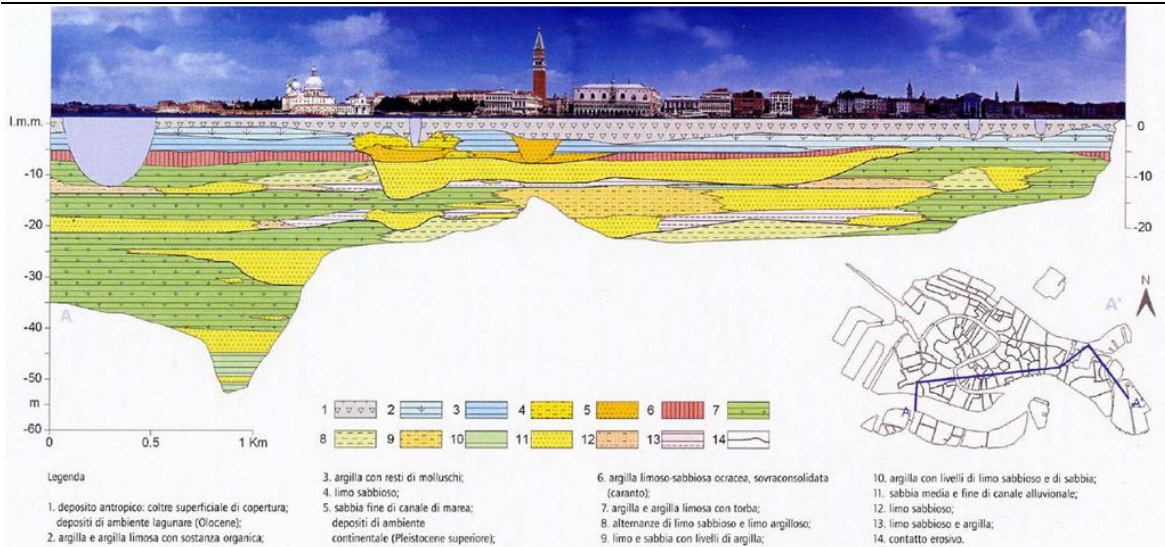 l.m.m.
-10
-20
-30
-40
-50
m
-60
0 0.5 1 Km
0
-10
-20
A
N
A'
A
A'
1 2 3 4 5 6 7
8 9 10 11 12 13 14
Legenda
1. deposito antropico: coltre superficiale di copertura;
depositi di ambiente lagunare (Olocene);
2. argilla e argilla limosa con sostanza organica;
3. argilla con resti di molluschi;
4. limo sabbioso;
5. sabbia fine di canale di marea;
depositi di ambiente
continentale (Pleistocene superiore);
6. argilla limoso-sabbiosa ocracea, sovraconsolidata
(caranto);
7. argilla e argilla limosa con torba;
8. alternanze di limo sabbioso e limo argilloso;
9. limo e sabbia con livelli di argilla;
10. argilla con livelli di limo sabbioso e di sabbia;
11. sabbia media e fine di canale alluvionale;
12. limo sabbioso;
13. limo sabbioso e argilla;
14. contatto erosivo.